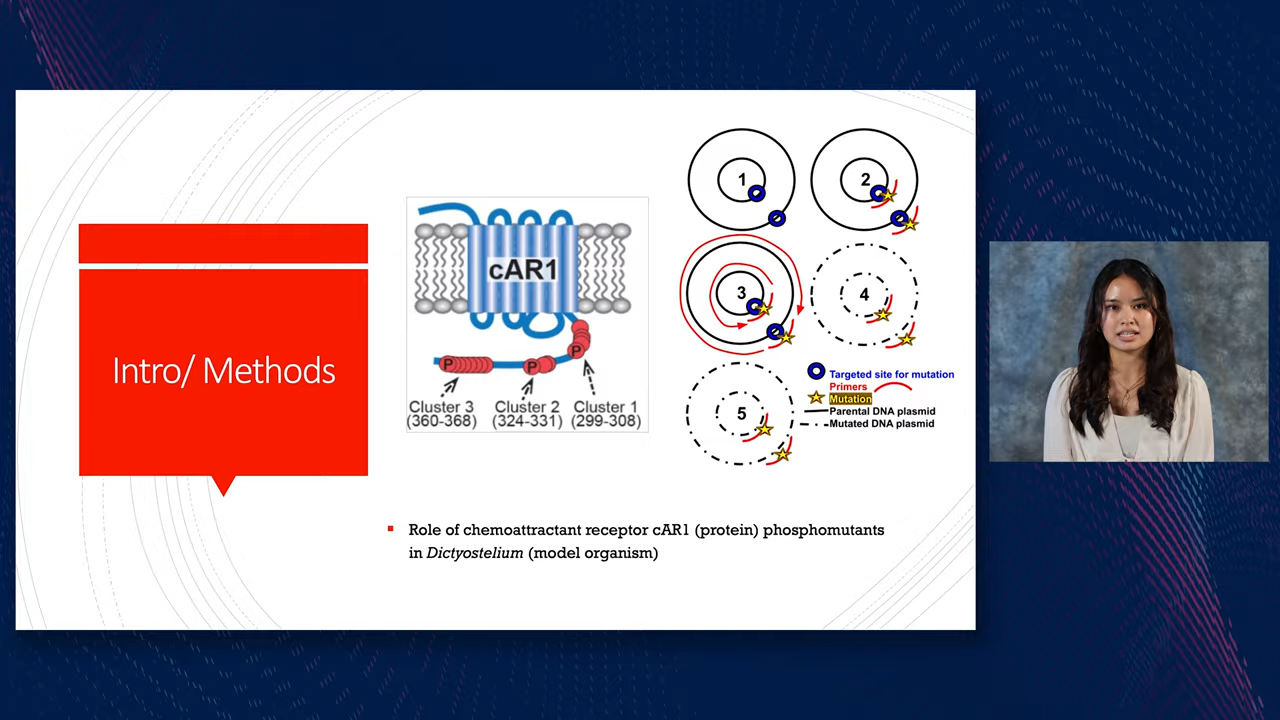 Intro/ Methods
cAR1
P
P
P
Cluster 3
(360-368)
Cluster 2
(324-331)
Cluster 1
(299-308)
1
2
3
4
5
Targeted site for mutation
Primers
Mutation
Parental DNA plasmid
Mutated DNA plasmid
Role of chemoattractant receptor cAR1 (protein) phosphomutants
in Dictyostelium (model organism)